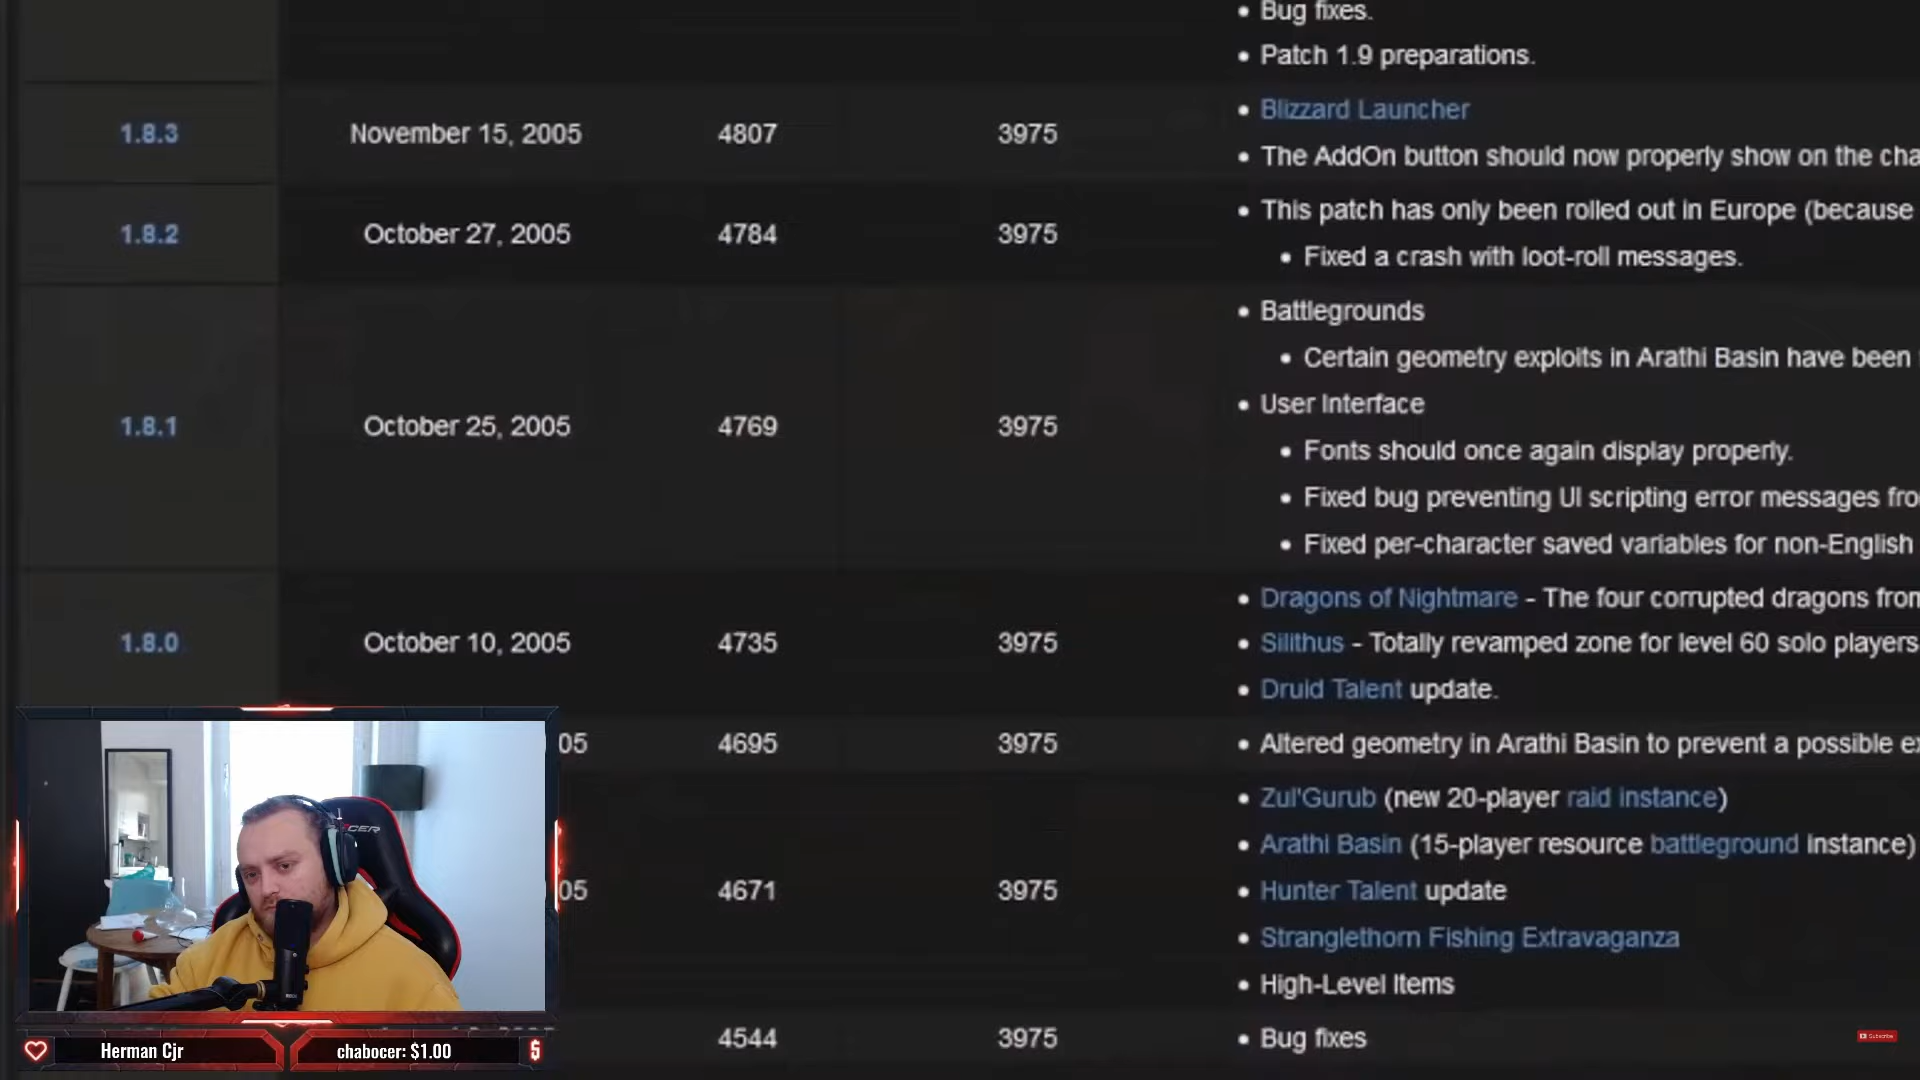 Bug fixes.
Patch 1.9 preparations.
1.8.3 November 15, 2005 4807 3975
Blizzard Launcher
The AddOn button should now properly show on the cha
1.8.2 October 27, 2005 4784 3975
This patch has only been rolled out in Europe (because
Fixed a crash with loot-roll messages.
1.8.1 October 25, 2005 4769 3975
Battlegrounds
Certain geometry exploits in Arathi Basin have been
User Interface
Fonts should once again display properly.
Fixed bug preventing UI scripting error messages fro
Fixed per-character saved variables for non-English
1.8.0 October 10, 2005 4735 3975
Dragons of Nightmare - The four corrupted dragons from
Silithus - Totally revamped zone for level 60 solo players
Druid Talent update.
05 4695 3975
Altered geometry in Arathi Basin to prevent a possible ex
05 4671 3975
Zul'Gurub (new 20-player raid instance)
Arathi Basin (15-player resource battleground instance)
Hunter Talent update
Stranglethorn Fishing Extravaganza
High-Level Items
4544 3975
Bug fixes
Herman Cjr
chabocer: $1.00
$
Subscribe